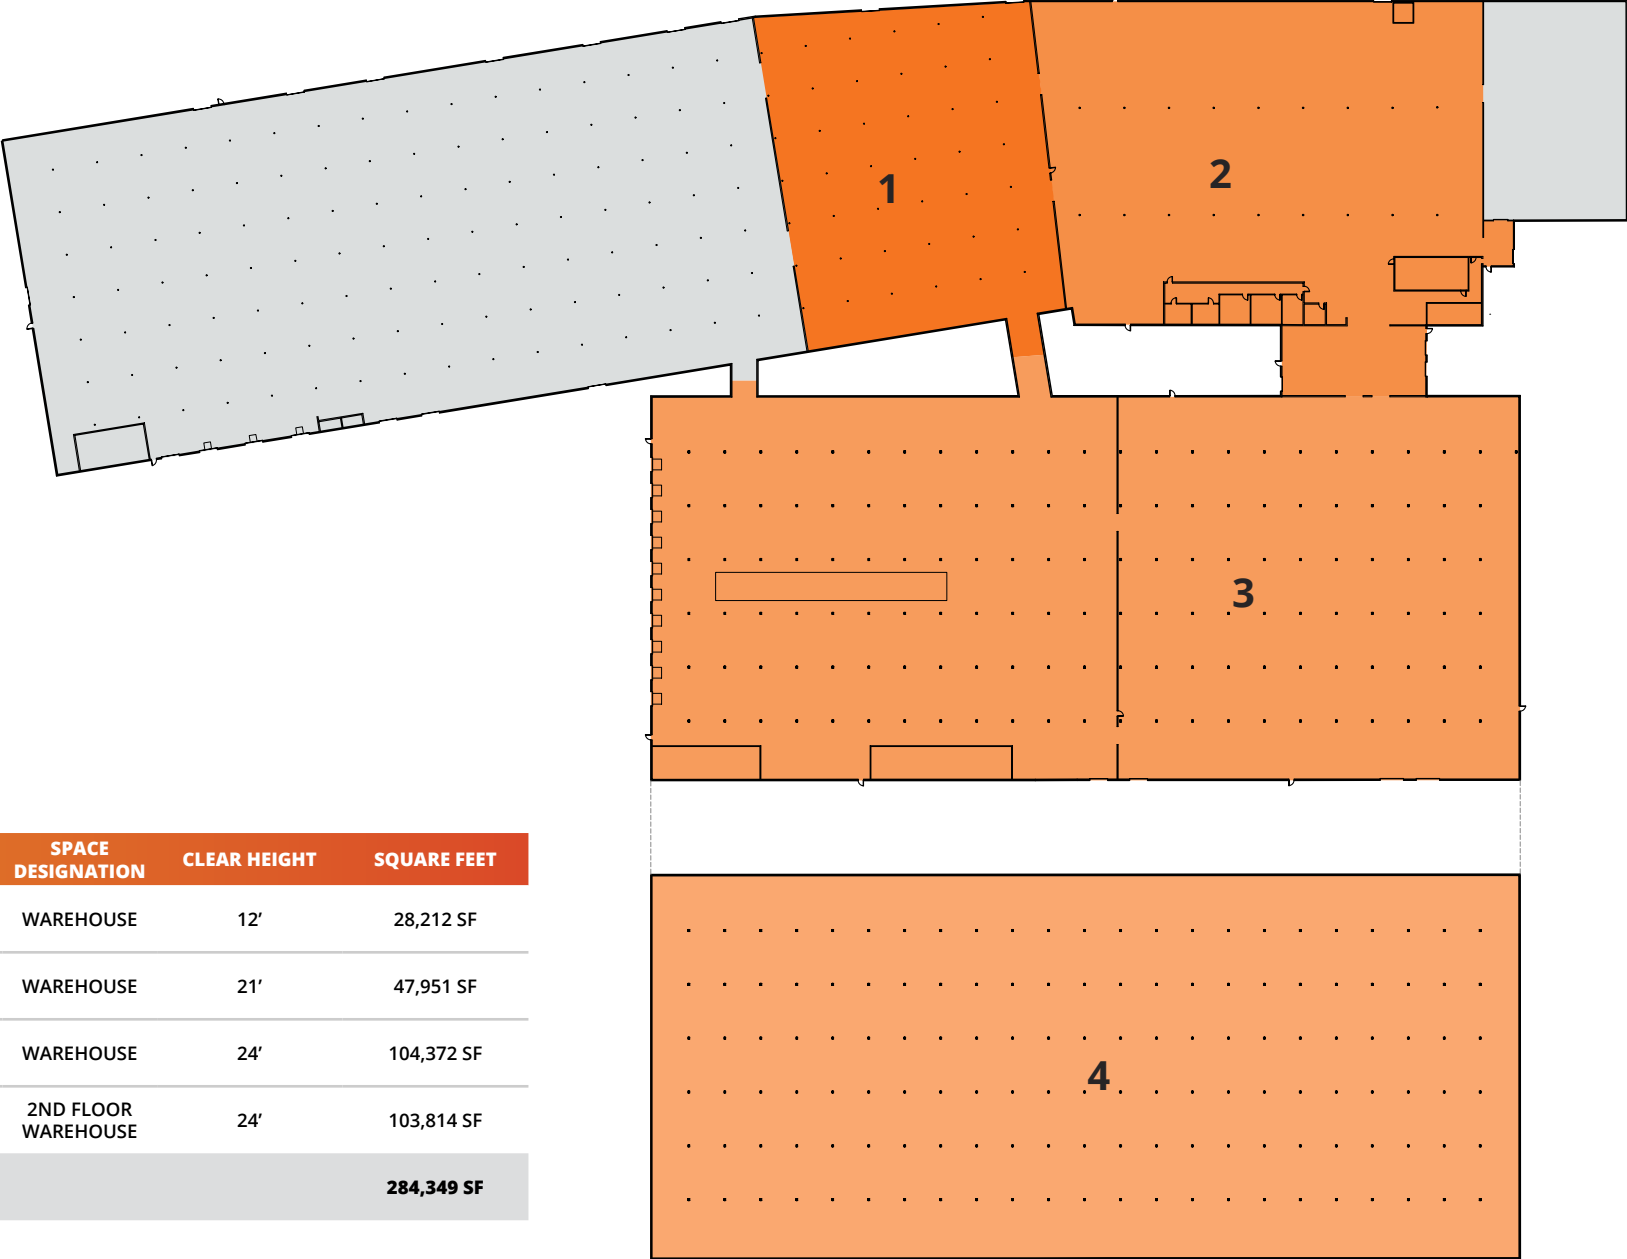 1
2
3
SPACE
DESIGNATION CLEAR HEIGHT SQUARE FEET
WAREHOUSE 12’ 28,212 SF
WAREHOUSE 21’ 47,951 SF
WAREHOUSE 24’ 104,372 SF
2ND FLOOR
WAREHOUSE 24’ 103,814 SF
284,349 SF
4